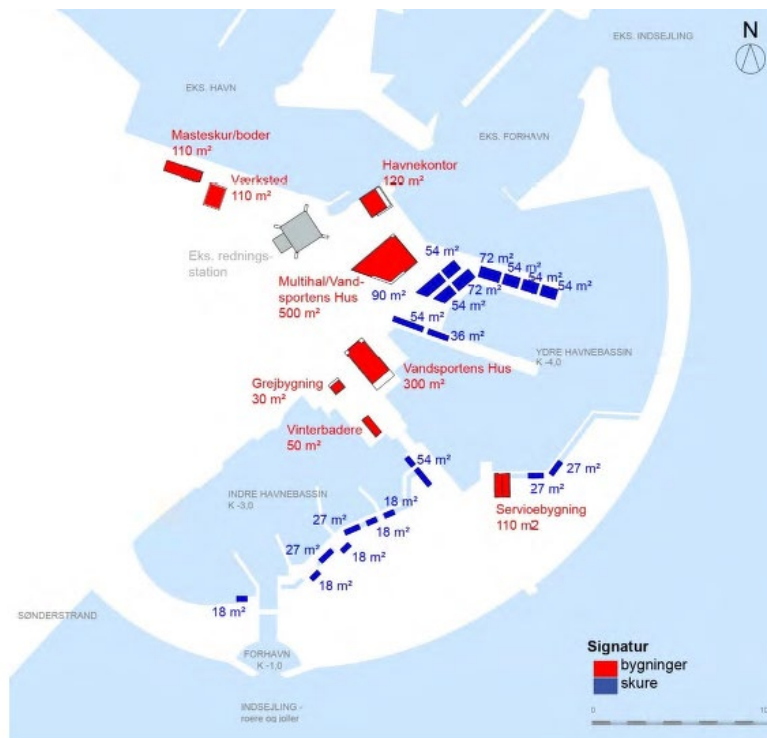 N
EKS. INDSEJLING
EKS. HAVN
EKS. FORHAVN
Masteskur/boder
110 m²
Værksted
110 m²
Havnekontor
120 m²
Eks. rednings-
station
Multihal/Vand-
sportens Hus
500 m²
54 m²
72 m²
54 m²
54 m²
54 m²
90 m²
72 m²
54 m²
54 m²
36 m²
YDRE HAVNEBASSIN
K -4,0
Vandsportens Hus
300 m²
Grejbygning
30 m²
Vinterbadere
50 m²
54 m²
27 m²
27 m²
Servicebygning
110 m2
INDRE HAVNEBASSIN
K -3,0
18 m²
27 m²
18 m²
27 m²
18 m²
18 m²
18 m²
SØNDERSTRAND
FORHAVN
K -1,0
INDSEJLING -
roere og joller
Signatur
bygninger
skure
0
10